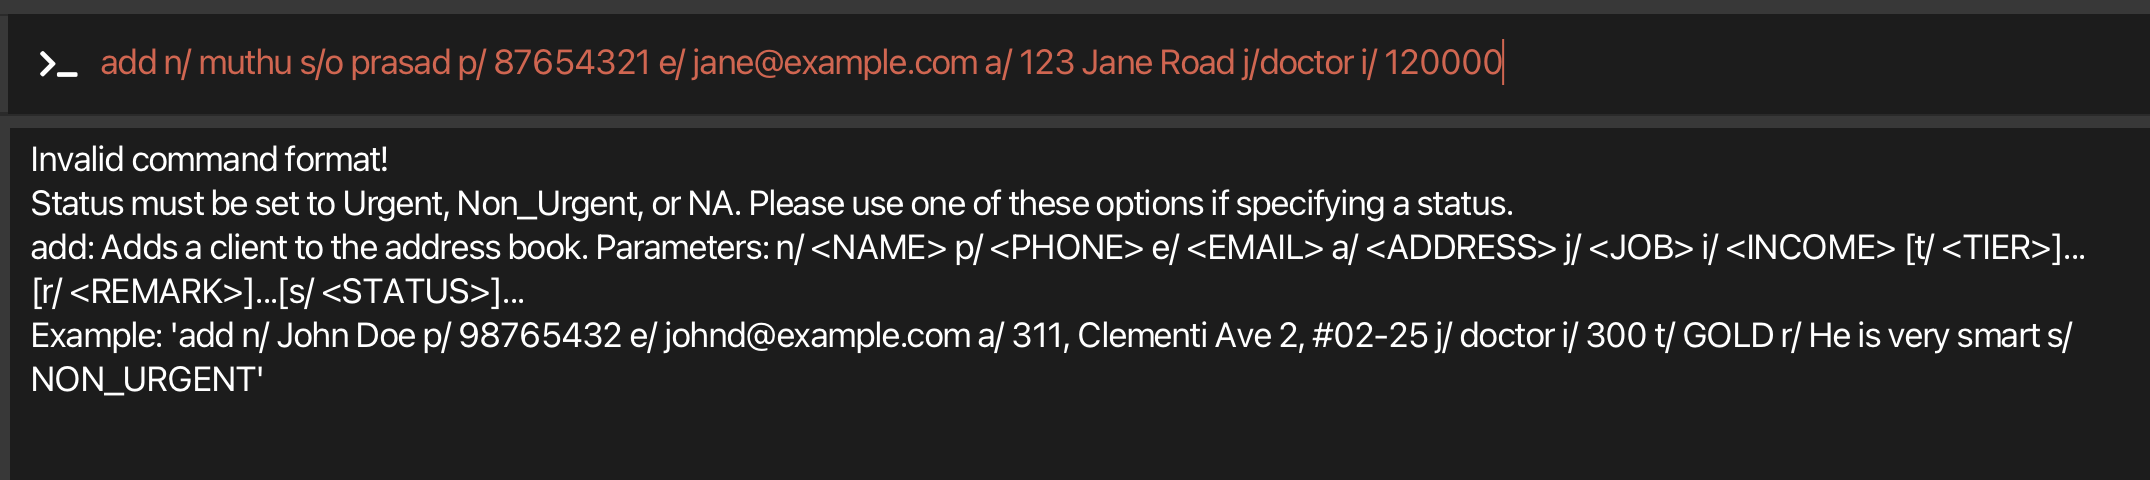 >_ add n/ muthu s/o prasad p/ 87654321 e/ jane@example.com a/ 123 Jane Road j/doctor i/ 120000
Invalid command format!
Status must be set to Urgent, Non_Urgent, or NA. Please use one of these options if specifying a status.
add: Adds a client to the address book. Parameters: n/ <NAME> p/ <PHONE> e/ <EMAIL> a/ <ADDRESS> j/ <JOB> i/ <INCOME> [t/ <TIER>]...
[r/ <REMARK>]...[s/ <STATUS>]...
Example: 'add n/ John Doe p/ 98765432 e/ johnd@example.com a/ 311, Clementi Ave 2, #02-25 j/ doctor i/ 300 t/ GOLD r/ He is very smart s/
NON_URGENT'